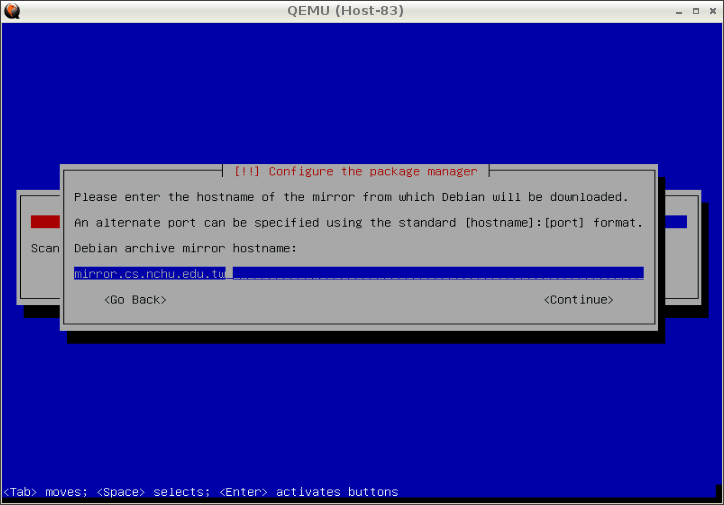 QEMU (Host-83)
[!!] Configure the package manager
Please enter the hostname of the mirror from which Debian will be downloaded.
An alternate port can be specified using the standard [hostname]:[port] format.
Scan
Debian archive mirror hostname:
mirror.cs.nchu.edu.tw
<Go Back> <Continue>
<Tab> moves; <Space> selects; <Enter> activates buttons